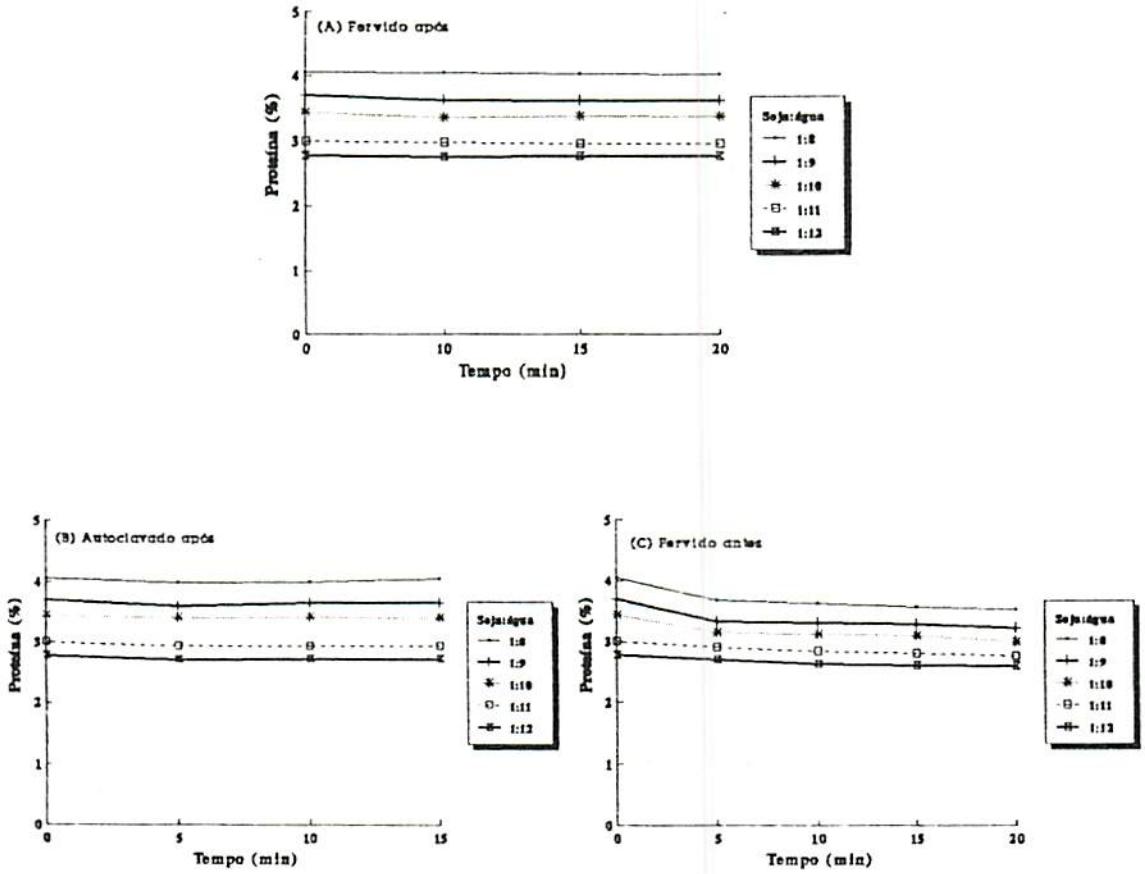 (A) Fervido após
5
4
3
2
1
0
Proteína (%)
0 10 15 20
Tempo (min)
Soja:água
1:8
1:9
1:10
1:11
1:12
(B) Autoclavado após
5
4
3
2
1
0
Proteína (%)
0 5 10 15
Tempo (min)
Soja:água
1:8
1:9
1:10
1:11
1:12
(C) Fervido antes
5
4
3
2
1
0
Proteína (%)
0 5 10 15 20
Tempo (min)
Soja:água
1:8
1:9
1:10
1:11
1:12